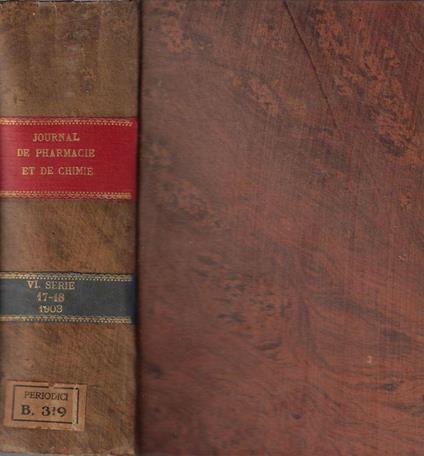 JOURNAL
DE PHARMACIE
ET DE CHIMIE
VI. SERIE
17-18
1903
PERIODICI
B. 319